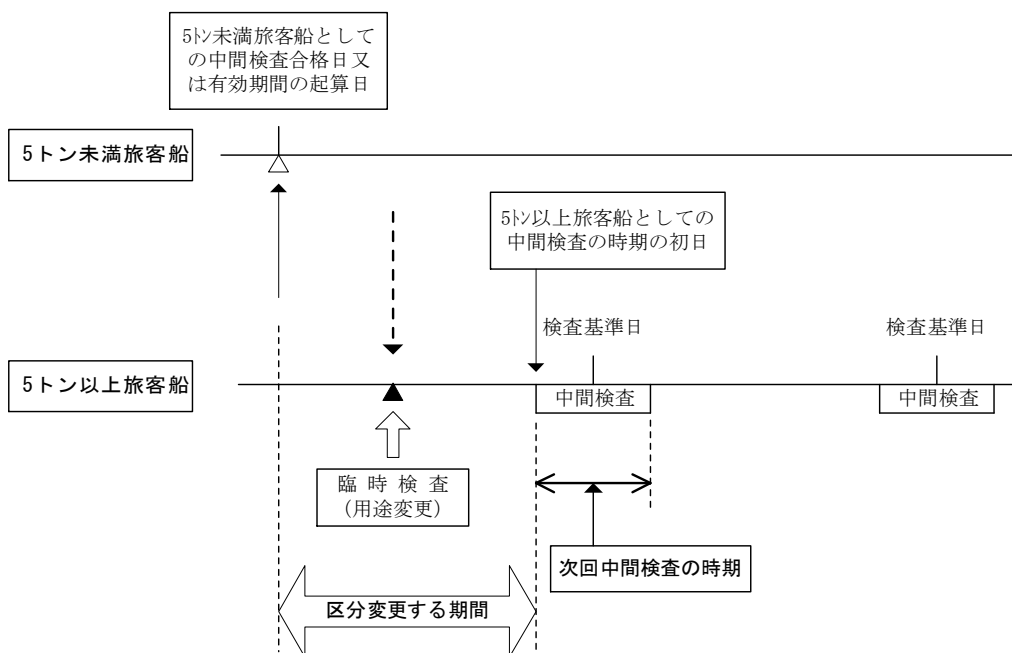 5ﾄﾝ未満旅客船として
の中間検査合格日又
は有効期間の起算日
5トン未満旅客船
5ﾄﾝ以上旅客船としての
中間検査の時期の初日
検査基準日
検査基準日
5トン以上旅客船
中間検査
中間検査
臨時検査
(用途変更)
次回中間検査の時期
区分変更する期間